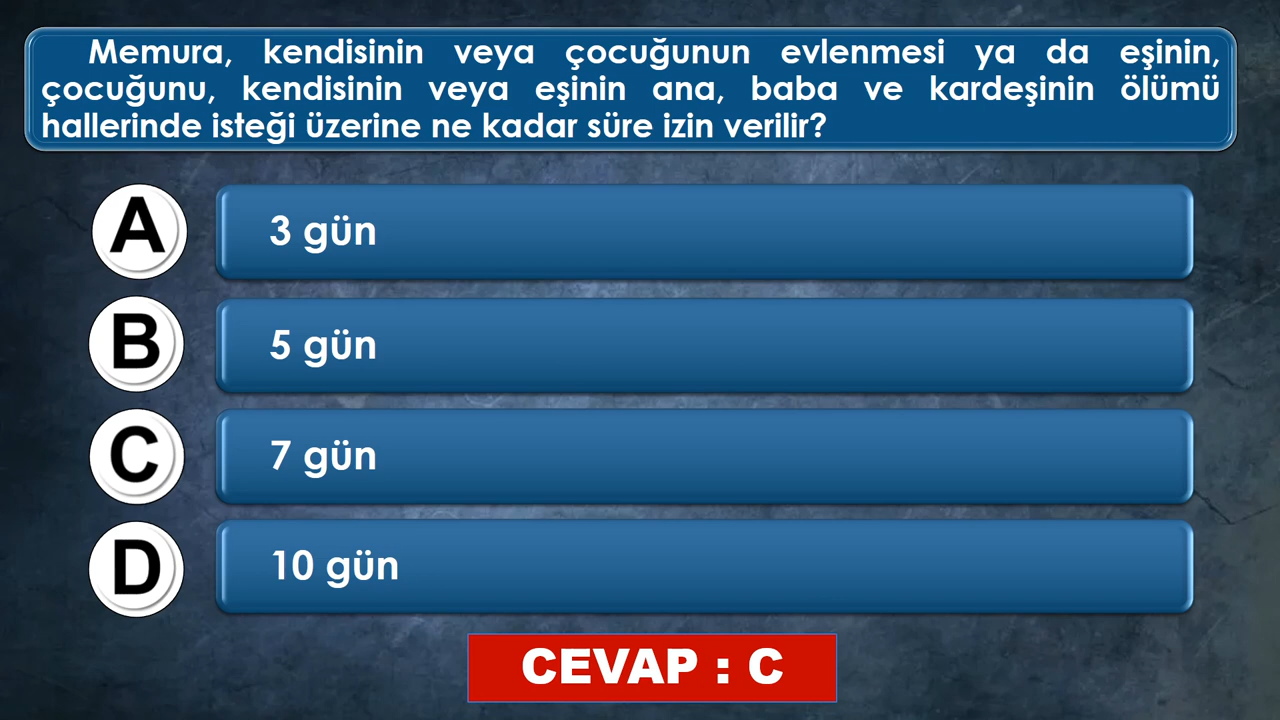 Memura, kendisinin veya çocuğunun evlenmesi ya da eşinin,
çocuğunu, kendisinin veya eşinin ana, baba ve kardeşinin ölümü
hallerinde isteği üzerine ne kadar süre izin verilir?
A 3 gün
B 5 gün
C 7 gün
D 10 gün
CEVAP : C